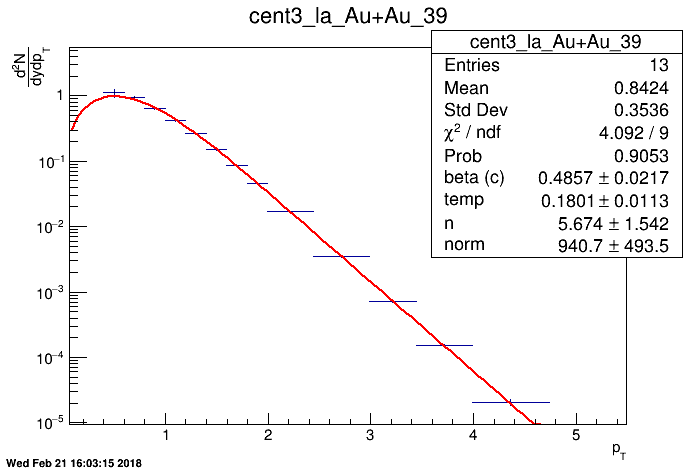 cent3_la_Au+Au_39
d²N
dydp_T
cent3_la_Au+Au_39
Entries 13
Mean 0.8424
Std Dev 0.3536
χ² / ndf 4.092 / 9
Prob 0.9053
beta (c) 0.4857 ± 0.0217
temp 0.1801 ± 0.0113
n 5.674 ± 1.542
norm 940.7 ± 493.5
1
10⁻¹
10⁻²
10⁻³
10⁻⁴
10⁻⁵
1 2 3 4 5
p_T
Wed Feb 21 16:03:15 2018